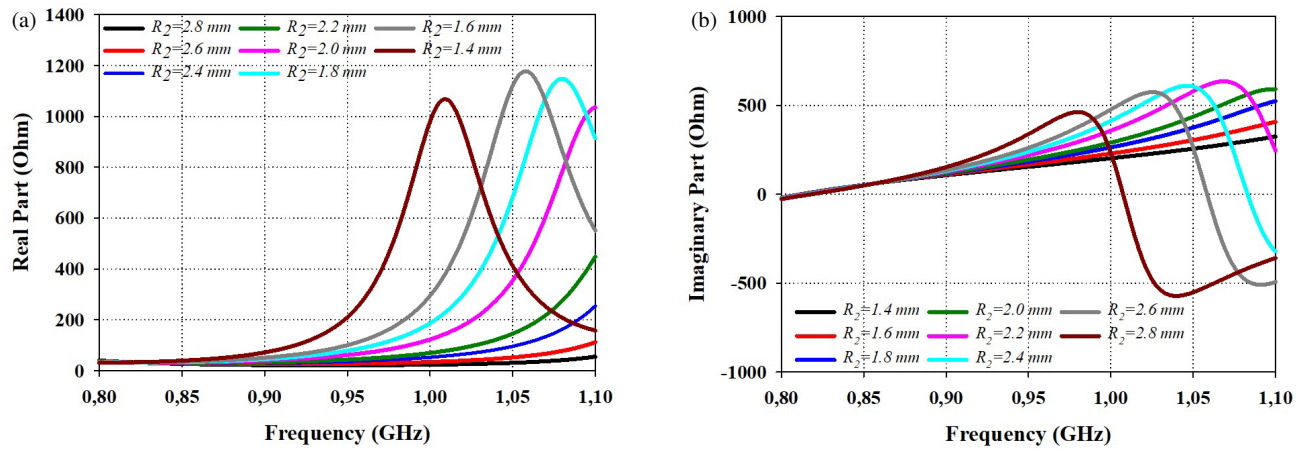 (a)
1400
1200
1000
800
600
400
200
0
Real Part (Ohm)
R2=2.8 mm R2=2.2 mm R2=1.6 mm
R2=2.6 mm R2=2.0 mm R2=1.4 mm
R2=2.4 mm R2=1.8 mm
0,80 0,85 0,90 0,95 1,00 1,05 1,10
Frequency (GHz)
(b)
1000
500
0
-500
-1000
Imaginary Part (Ohm)
R2=1.4 mm R2=2.0 mm R2=2.6 mm
R2=1.6 mm R2=2.2 mm R2=2.8 mm
R2=1.8 mm R2=2.4 mm
0,80 0,85 0,90 0,95 1,00 1,05 1,10
Frequency (GHz)